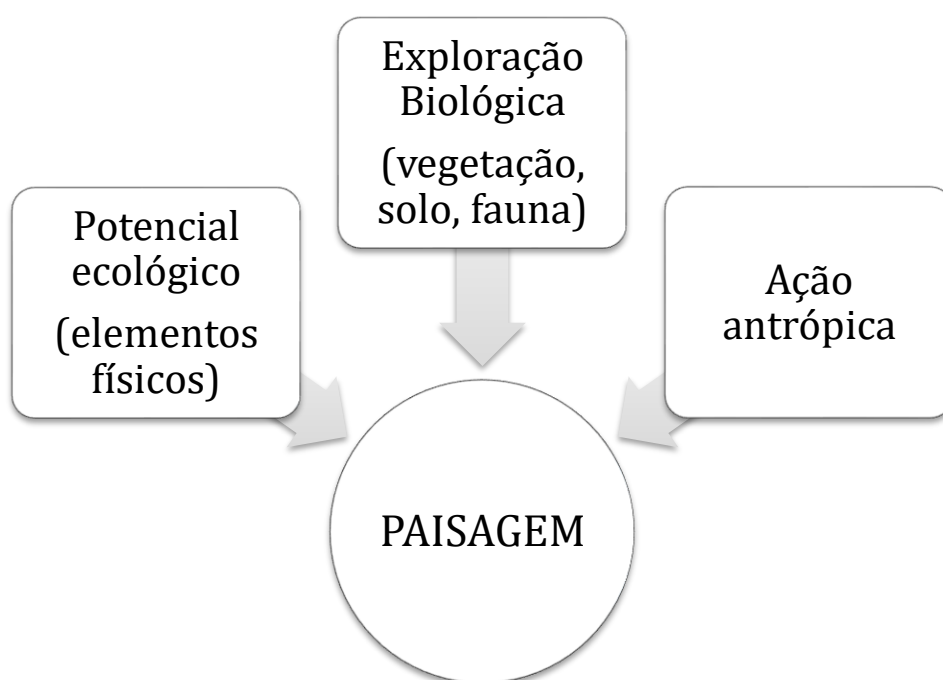 Potencial
ecológico
(elementos
físicos)
Exploração
Biológica
(vegetação,
solo, fauna)
Ação
antrópica
PAISAGEM